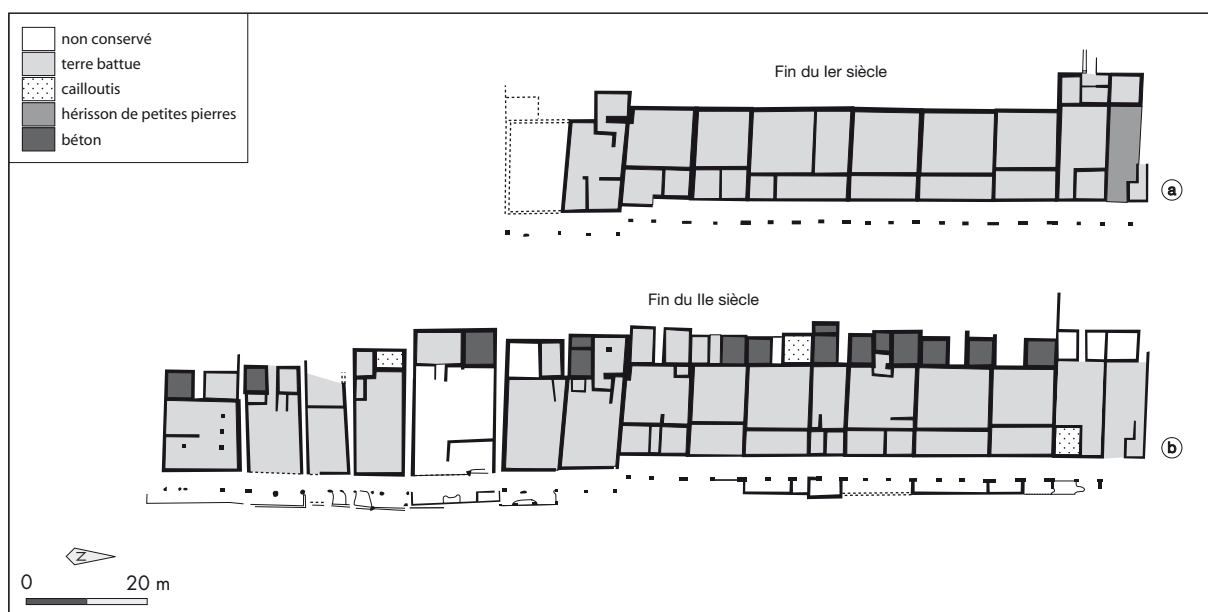 non conservé
terre battue
cailloutis
hérisson de petites pierres
béton
Fin du Ier siècle
a
Fin du IIe siècle
b
N
0 20 m